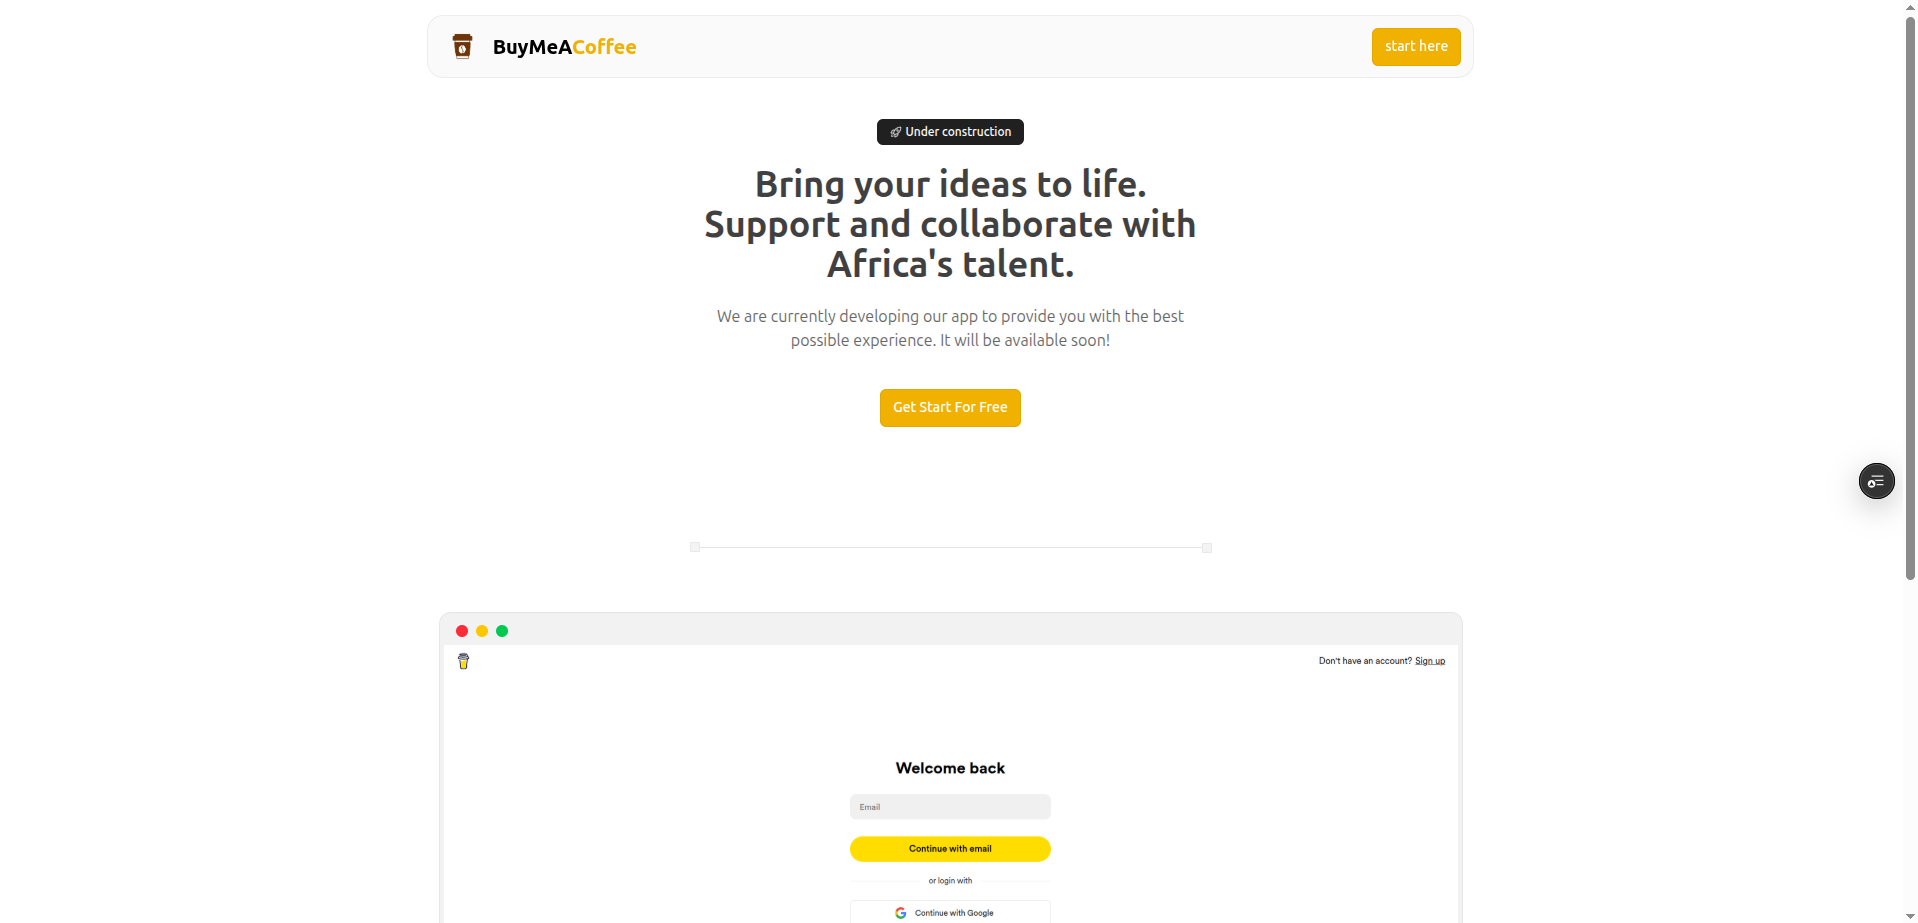 BuyMeACoffee
start here
Under construction
Bring your ideas to life.
Support and collaborate with
Africa's talent.
We are currently developing our app to provide you with the best
possible experience. It will be available soon!
Get Start For Free
Don't have an account? Sign up
Welcome back
Email
Continue with email
or login with
Continue with Google